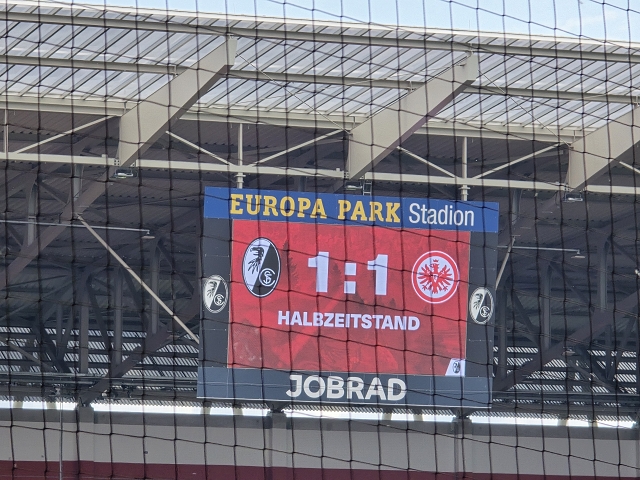 EUROPA PARK Stadion
1:1
HALBZEITSTAND
JOBRAD